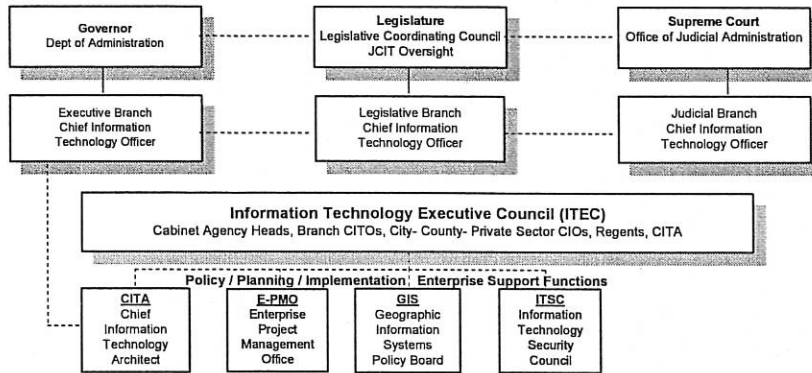 Governor
Dept of Administration
Legislature
Legislative Coordinating Council
JCIT Oversight
Supreme Court
Office of Judicial Administration
Executive Branch
Chief Information
Technology Officer
Legislative Branch
Chief Information
Technology Officer
Judicial Branch
Chief Information
Technology Officer
Information Technology Executive Council (ITEC)
Cabinet Agency Heads, Branch CITOs, City- County- Private Sector CIOs, Regents, CITA
Policy / Planning / Implementation Enterprise Support Functions
CITA
Chief
Information
Technology
Architect
E-PMO
Enterprise
Project
Management
Office
GIS
Geographic
Information
Systems
Policy Board
ITSC
Information
Technology
Security
Council